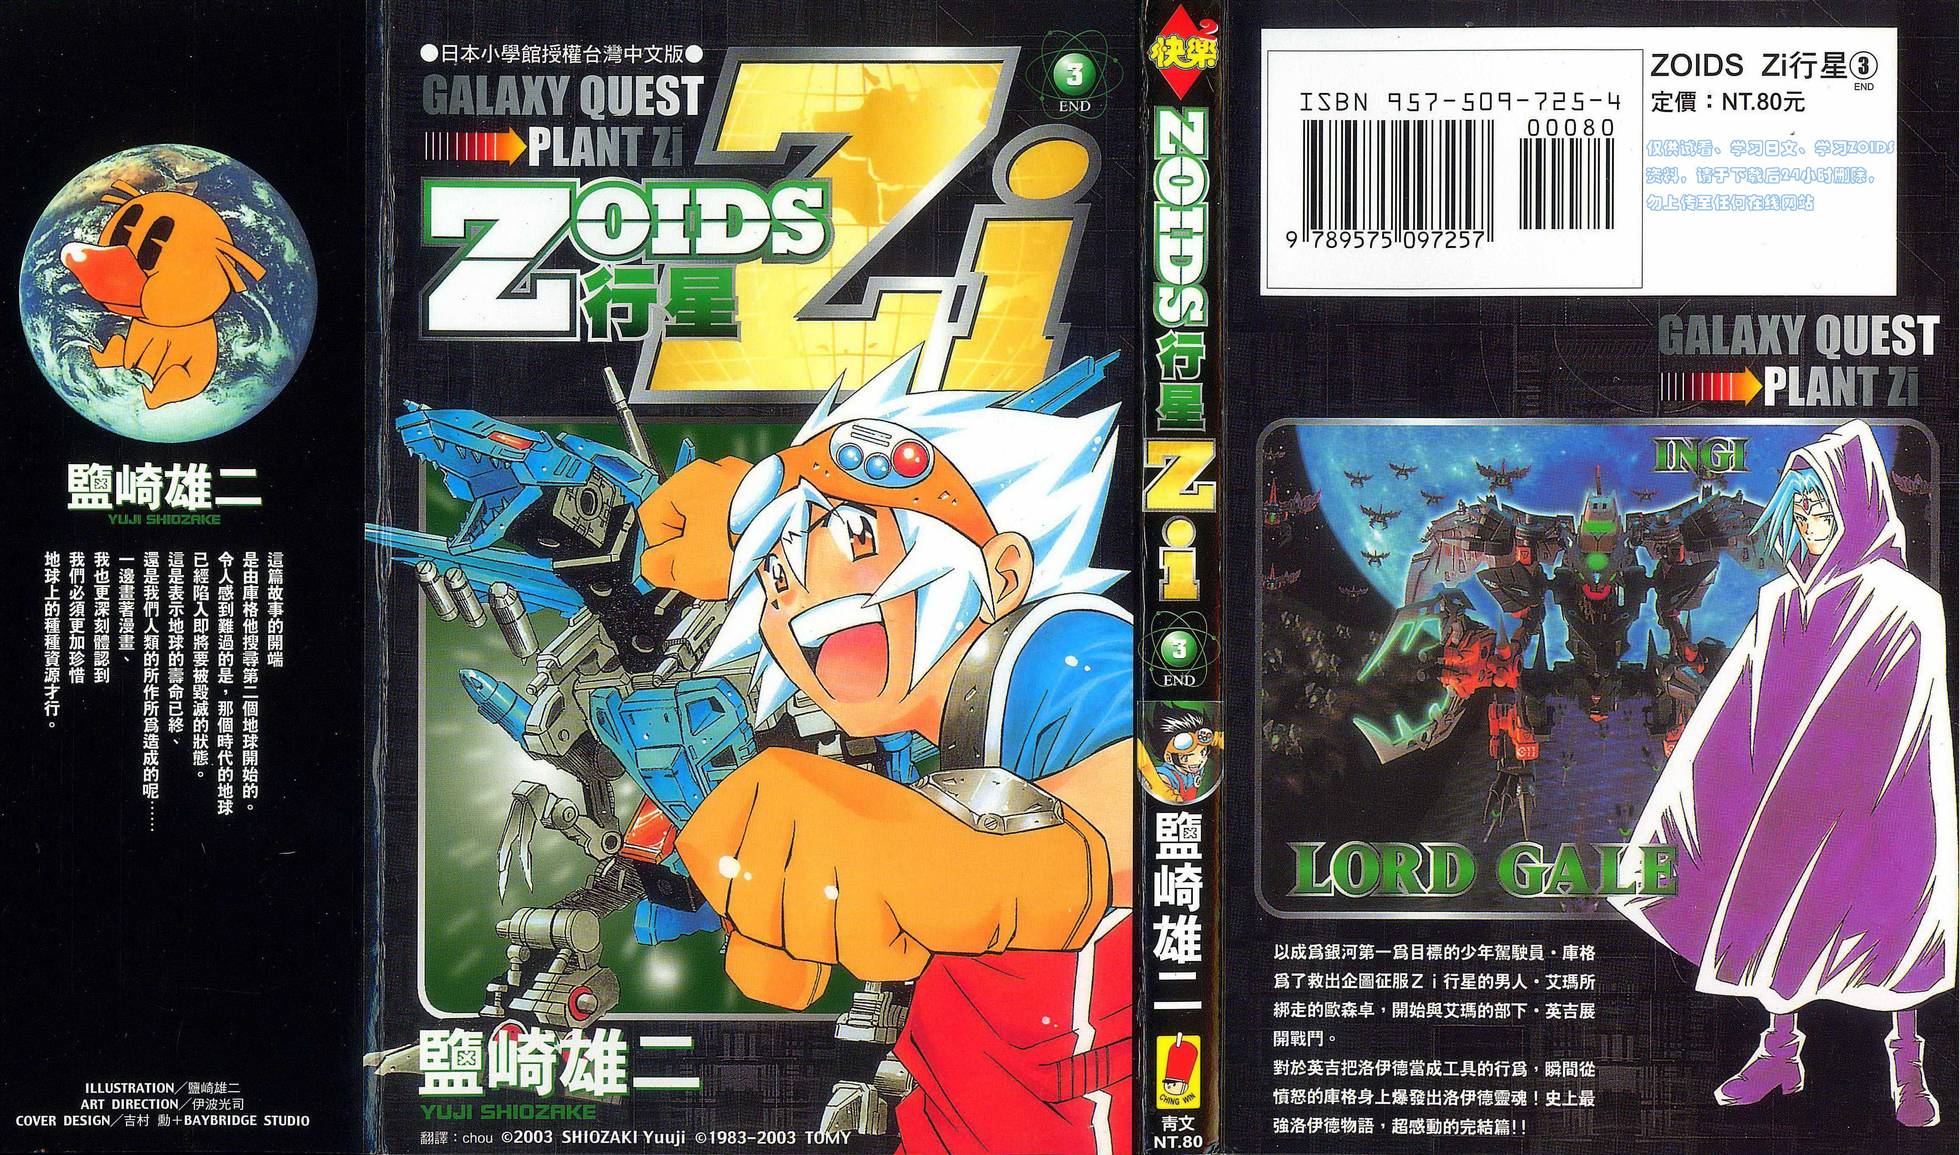 鹽崎雄二
YUJI SHIOZAKE
這篇故事的開端
是由庫格他搜尋第二個地球開始的。
令人感到難過的是，那個時代的地球
已經陷入即將要被毀滅的狀態。
這是表示地球的壽命已終、
還是我們人類的所作所為造成的呢……
一邊畫著漫畫、
我也更深刻體認到
我們必須更加珍惜
地球上的種種資源才行。
ILLUSTRATION／鹽崎雄二
ART DIRECTION／伊波光司
COVER DESIGN／吉村 勳＋BAYBRIDGE STUDIO
●日本小學館授權台灣中文版●
GALAXY QUEST
PLANT Zi
Zi
3
END
ZOIDS
行星
鹽崎雄二
YUJI SHIOZAKE
翻譯：chou ©2003 SHIOZAKI Yuuji ©1983-2003 TOMY
快樂2
ZOIDS行星Zi
3
END
鹽崎雄二
CHING WIN
青文
NT.80
ISBN 957-509-725-4
00080
9 789575 097257
ZOIDS Zi行星③
END
定價：NT.80元
仅供试看、学习日文、学习ZOIDS
资料，请于下载后24小时删除，
勿上传至任何在线网站
GALAXY QUEST
PLANT Zi
INGI
011
LORD GALE
以成為銀河第一為目標的少年駕駛員・庫格
為了救出企圖征服Ｚｉ行星的男人・艾瑪所
綁走的歐森卓，開始與艾瑪的部下・英吉展
開戰鬥。
對於英吉把洛伊德當成工具的行為，瞬間從
憤怒的庫格身上爆發出洛伊德靈魂！史上最
強洛伊德物語，超感動的完結篇!!